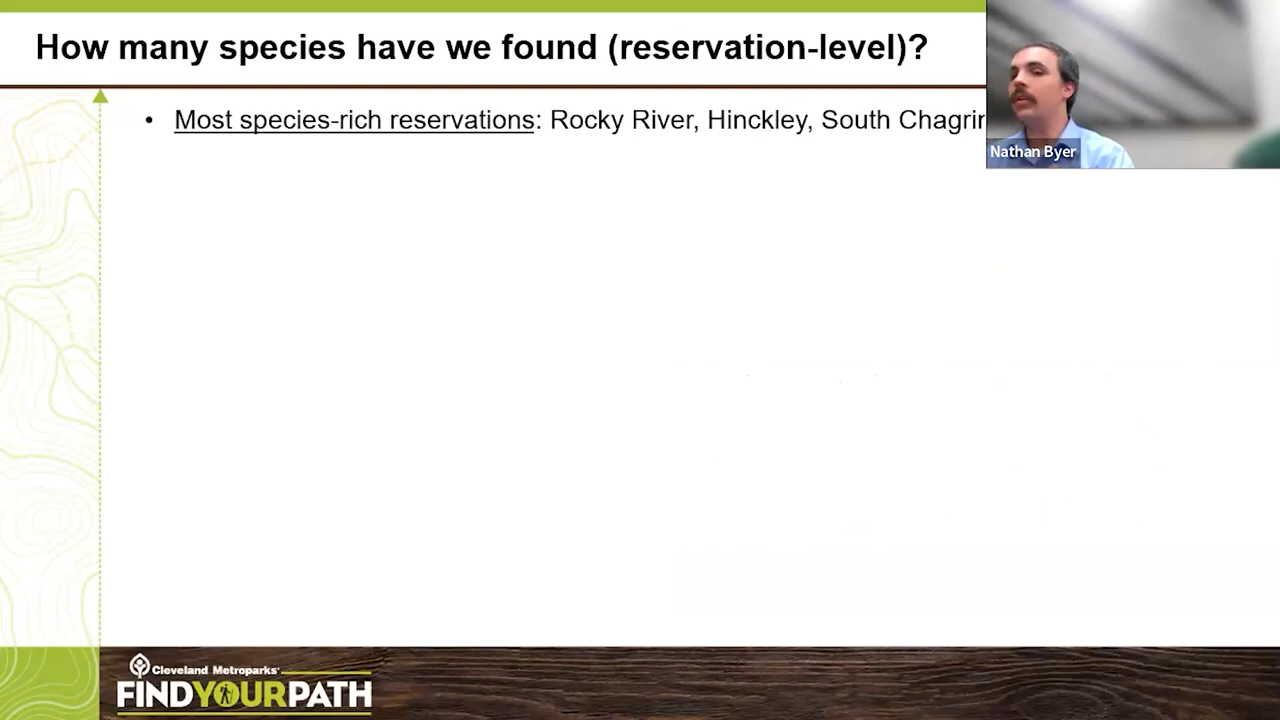 How many species have we found (reservation-level)?
• Most species-rich reservations: Rocky River, Hinckley, South
Nathan Byer
Cleveland Metroparks
FIND YOUR PATH